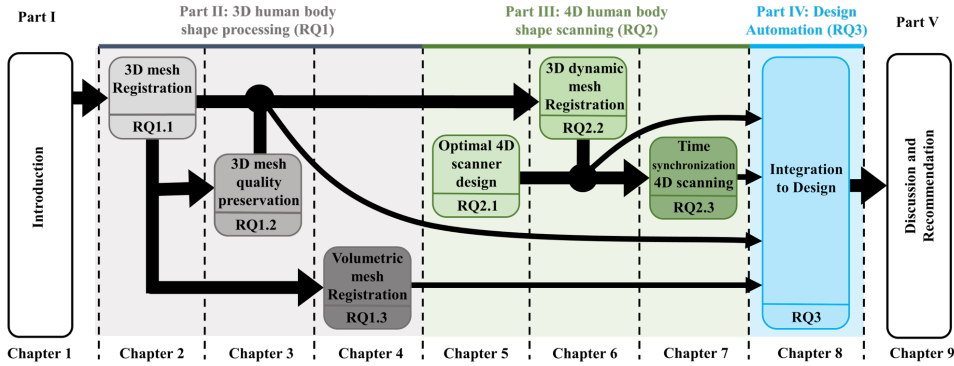 Part I
Part II: 3D human body
shape processing (RQ1)
Part III: 4D human body
shape scanning (RQ2)
Part IV: Design
Automation (RQ3)
Part V
Introduction
3D mesh
Registration
RQ1.1
3D mesh
quality
preservation
RQ1.2
Volumetric
mesh
Registration
RQ1.3
Optimal 4D
scanner
design
RQ2.1
3D dynamic
mesh
Registration
RQ2.2
Time
synchronization
4D scanning
RQ2.3
Integration
to Design
RQ3
Discussion and
Recommendation
Chapter 1
Chapter 2
Chapter 3
Chapter 4
Chapter 5
Chapter 6
Chapter 7
Chapter 8
Chapter 9